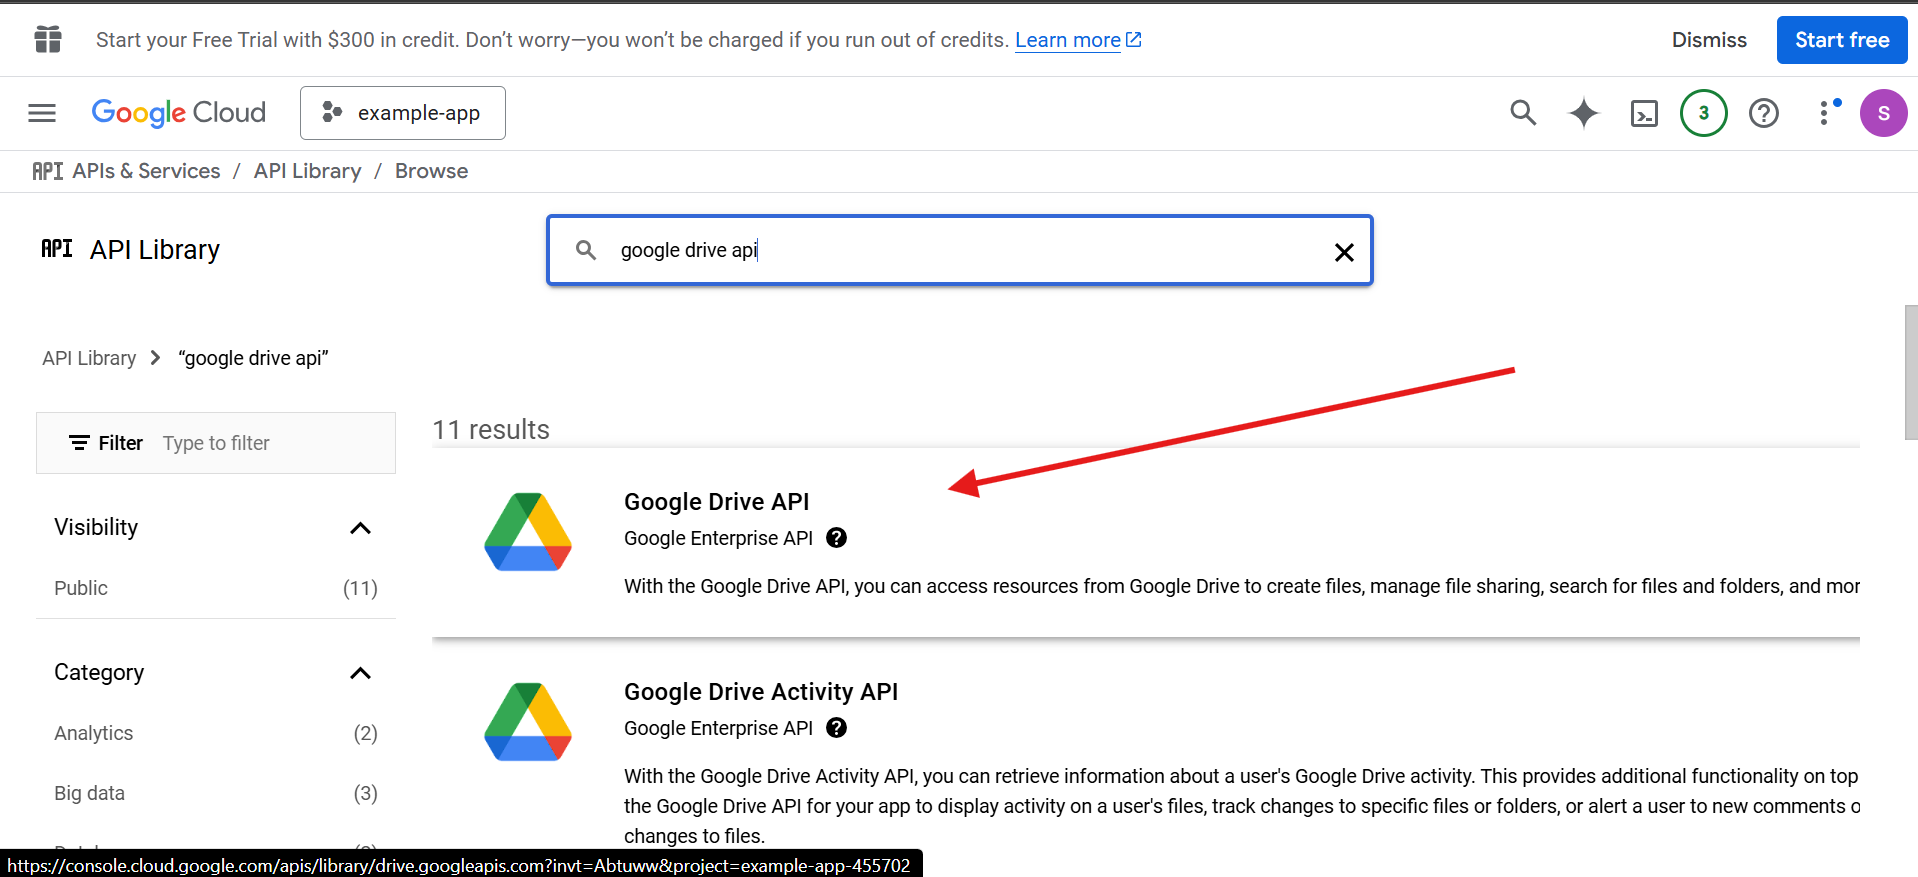 Start your Free Trial with $300 in credit. Don’t worry—you won’t be charged if you run out of credits. Learn more
Dismiss
Start free
Google Cloud
example-app
3
S
API APIs & Services / API Library / Browse
API API Library
google drive api
API Library
“google drive api”
Filter Type to filter
11 results
Visibility
Public (11)
Category
Analytics (2)
Big data (3)
Google Drive API
Google Enterprise API
With the Google Drive API, you can access resources from Google Drive to create files, manage file sharing, search for files and folders, and mor
Google Drive Activity API
Google Enterprise API
With the Google Drive Activity API, you can retrieve information about a user's Google Drive activity. This provides additional functionality on top
the Google Drive API for your app to display activity on a user's files, track changes to specific files or folders, or alert a user to new comments o
changes to files.
https://console.cloud.google.com/apis/library/drive.googleapis.com?invt=Abtuww&project=example-app-455702